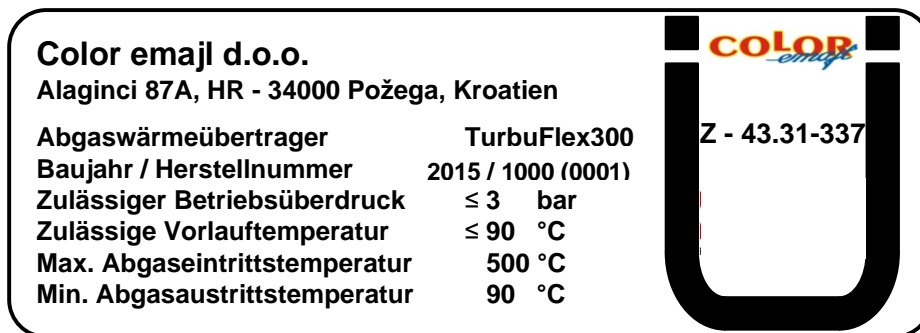 Color emajl d.o.o.
Alaginci 87A, HR - 34000 Požega, Kroatien
Abgaswärmeübertrager TurbuFlex300
Baujahr / Herstellnummer 2015 / 1000 (0001)
Zulässiger Betriebsüberdruck ≤ 3 bar
Zulässige Vorlauftemperatur ≤ 90 °C
Max. Abgaseintrittstemperatur 500 °C
Min. Abgasaustrittstemperatur 90 °C
COLOR
emajl
Z - 43.31-337